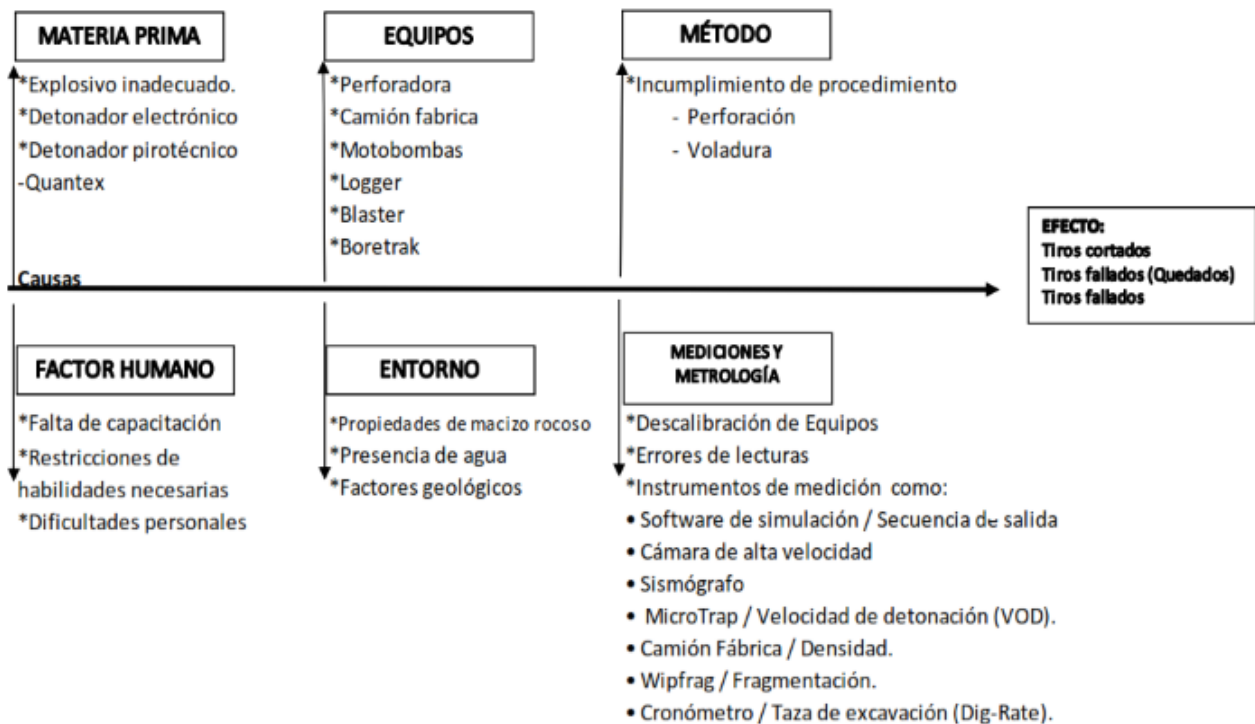 MATERIA PRIMA
*Explosivo inadecuado.
*Detonador electrónico
*Detonador pirotécnico
-Quantex
EQUIPOS
*Perforadora
*Camión fabrica
*Motobombas
*Logger
*Blaster
*Boretrak
MÉTODO
*Incumplimiento de procedimiento
- Perforación
- Voladura
Causas
EFECTO:
Tiros cortados
Tiros fallados (Quedados)
Tiros fallados
FACTOR HUMANO
*Falta de capacitación
*Restricciones de
habilidades necesarias
*Dificultades personales
ENTORNO
*Propiedades de macizo rocoso
*Presencia de agua
*Factores geológicos
MEDICIONES Y
METROLOGÍA
*Descalibración de Equipos
*Errores de lecturas
*Instrumentos de medición como:
• Software de simulación / Secuencia de salida
• Cámara de alta velocidad
• Sismógrafo
• MicroTrap / Velocidad de detonación (VOD).
• Camión Fábrica / Densidad.
• Wipfrag / Fragmentación.
• Cronómetro / Taza de excavación (Dig-Rate).